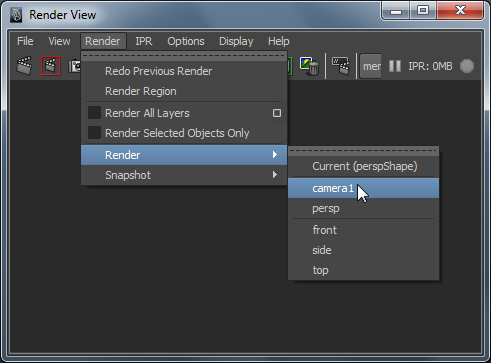 Render View
File View Render IPR Options Display Help
mer IPR: 0MB
Redo Previous Render
Render Region
Render All Layers
Render Selected Objects Only
Render
Snapshot
Current (perspShape)
camera1
persp
front
side
top